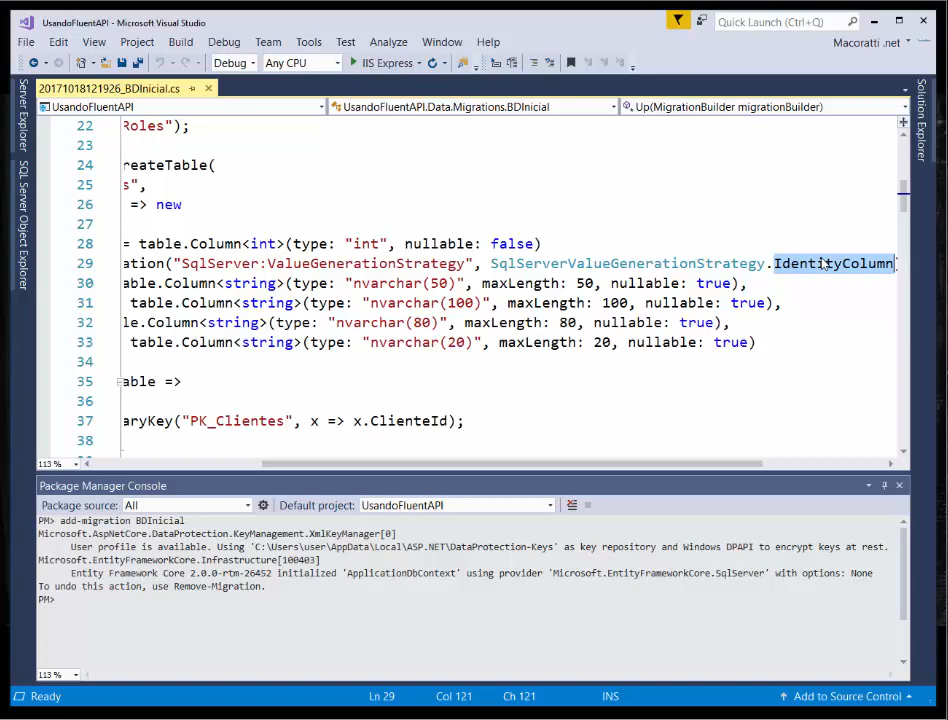 UsandoFluentAPI - Microsoft Visual Studio
Quick Launch (Ctrl+Q)
File Edit View Project Build Debug Team Tools Test Analyze Window Help
Macoratti .net
Debug Any CPU IIS Express
20171018121926_BDInicial.cs
UsandoFluentAPI UsandoFluentAPI.Data.Migrations.BDInicial Up(MigrationBuilder migrationBuilder)
Server Explorer
SQL Server Object Explorer
Solution Explorer
22 Roles");
23
24 reateTable(
25 s",
26 => new
27
28 = table.Column<int>(type: "int", nullable: false)
29 ation("SqlServer:ValueGenerationStrategy", SqlServerValueGenerationStrategy.IdentityColumn
30 able.Column<string>(type: "nvarchar(50)", maxLength: 50, nullable: true),
31 table.Column<string>(type: "nvarchar(100)", maxLength: 100, nullable: true),
32 le.Column<string>(type: "nvarchar(80)", maxLength: 80, nullable: true),
33 table.Column<string>(type: "nvarchar(20)", maxLength: 20, nullable: true)
34
35 able =>
36
37 aryKey("PK_Clientes", x => x.ClienteId);
38
113 %
Package Manager Console
Package source: All Default project: UsandoFluentAPI
PM> add-migration BDInicial
Microsoft.AspNetCore.DataProtection.KeyManagement.XmlKeyManager[0]
User profile is available. Using 'C:\Users\user\AppData\Local\ASP.NET\DataProtection-Keys' as key repository and Windows DPAPI to encrypt keys at rest.
Microsoft.EntityFrameworkCore.Infrastructure[100403]
Entity Framework Core 2.0.0-rtm-26452 initialized 'ApplicationDbContext' using provider 'Microsoft.EntityFrameworkCore.SqlServer' with options: None
To undo this action, use Remove-Migration.
PM>
113 %
Ready Ln 29 Col 121 Ch 121 INS Add to Source Control